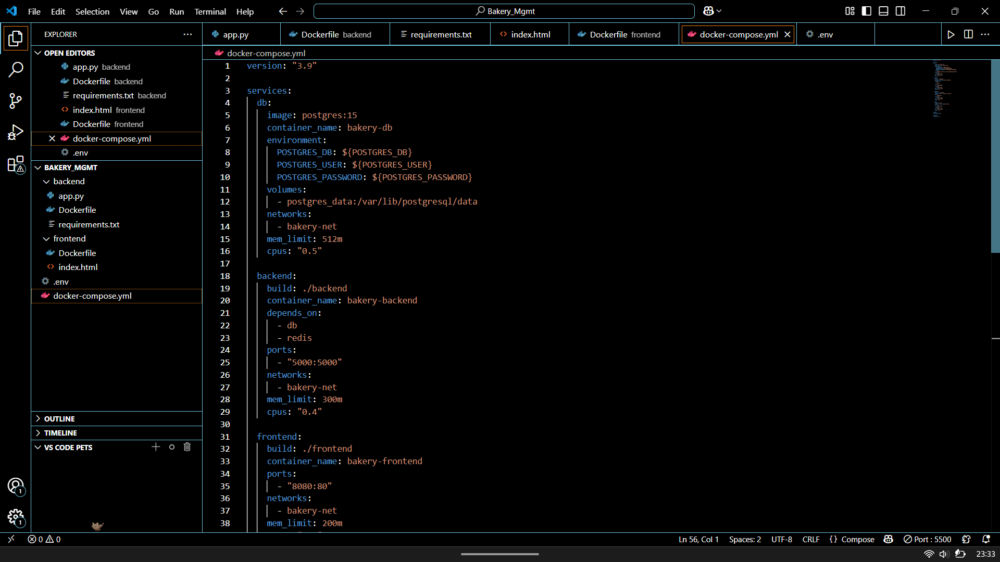 File Edit Selection View Go Run Terminal Help
Bakery_Mgmt
EXPLORER
OPEN EDITORS
app.py backend
Dockerfile backend
requirements.txt backend
index.html frontend
Dockerfile frontend
docker-compose.yml
.env
BAKERY_MGMT
backend
app.py
Dockerfile
requirements.txt
frontend
Dockerfile
index.html
.env
docker-compose.yml
OUTLINE
TIMELINE
VS CODE PETS
1
1
app.py Dockerfile backend requirements.txt index.html Dockerfile frontend docker-compose.yml .env
docker-compose.yml
1 version: "3.9"
2
3 services:
4 db:
5 image: postgres:15
6 container_name: bakery-db
7 environment:
8 POSTGRES_DB: ${POSTGRES_DB}
9 POSTGRES_USER: ${POSTGRES_USER}
10 POSTGRES_PASSWORD: ${POSTGRES_PASSWORD}
11 volumes:
12 - postgres_data:/var/lib/postgresql/data
13 networks:
14 - bakery-net
15 mem_limit: 512m
16 cpus: "0.5"
17
18 backend:
19 build: ./backend
20 container_name: bakery-backend
21 depends_on:
22 - db
23 - redis
24 ports:
25 - "5000:5000"
26 networks:
27 - bakery-net
28 mem_limit: 300m
29 cpus: "0.4"
30
31 frontend:
32 build: ./frontend
33 container_name: bakery-frontend
34 ports:
35 - "8080:80"
36 networks:
37 - bakery-net
38 mem_limit: 200m
0 0 Ln 56, Col 1 Spaces: 2 UTF-8 CRLF {} Compose Port : 5500
23:33